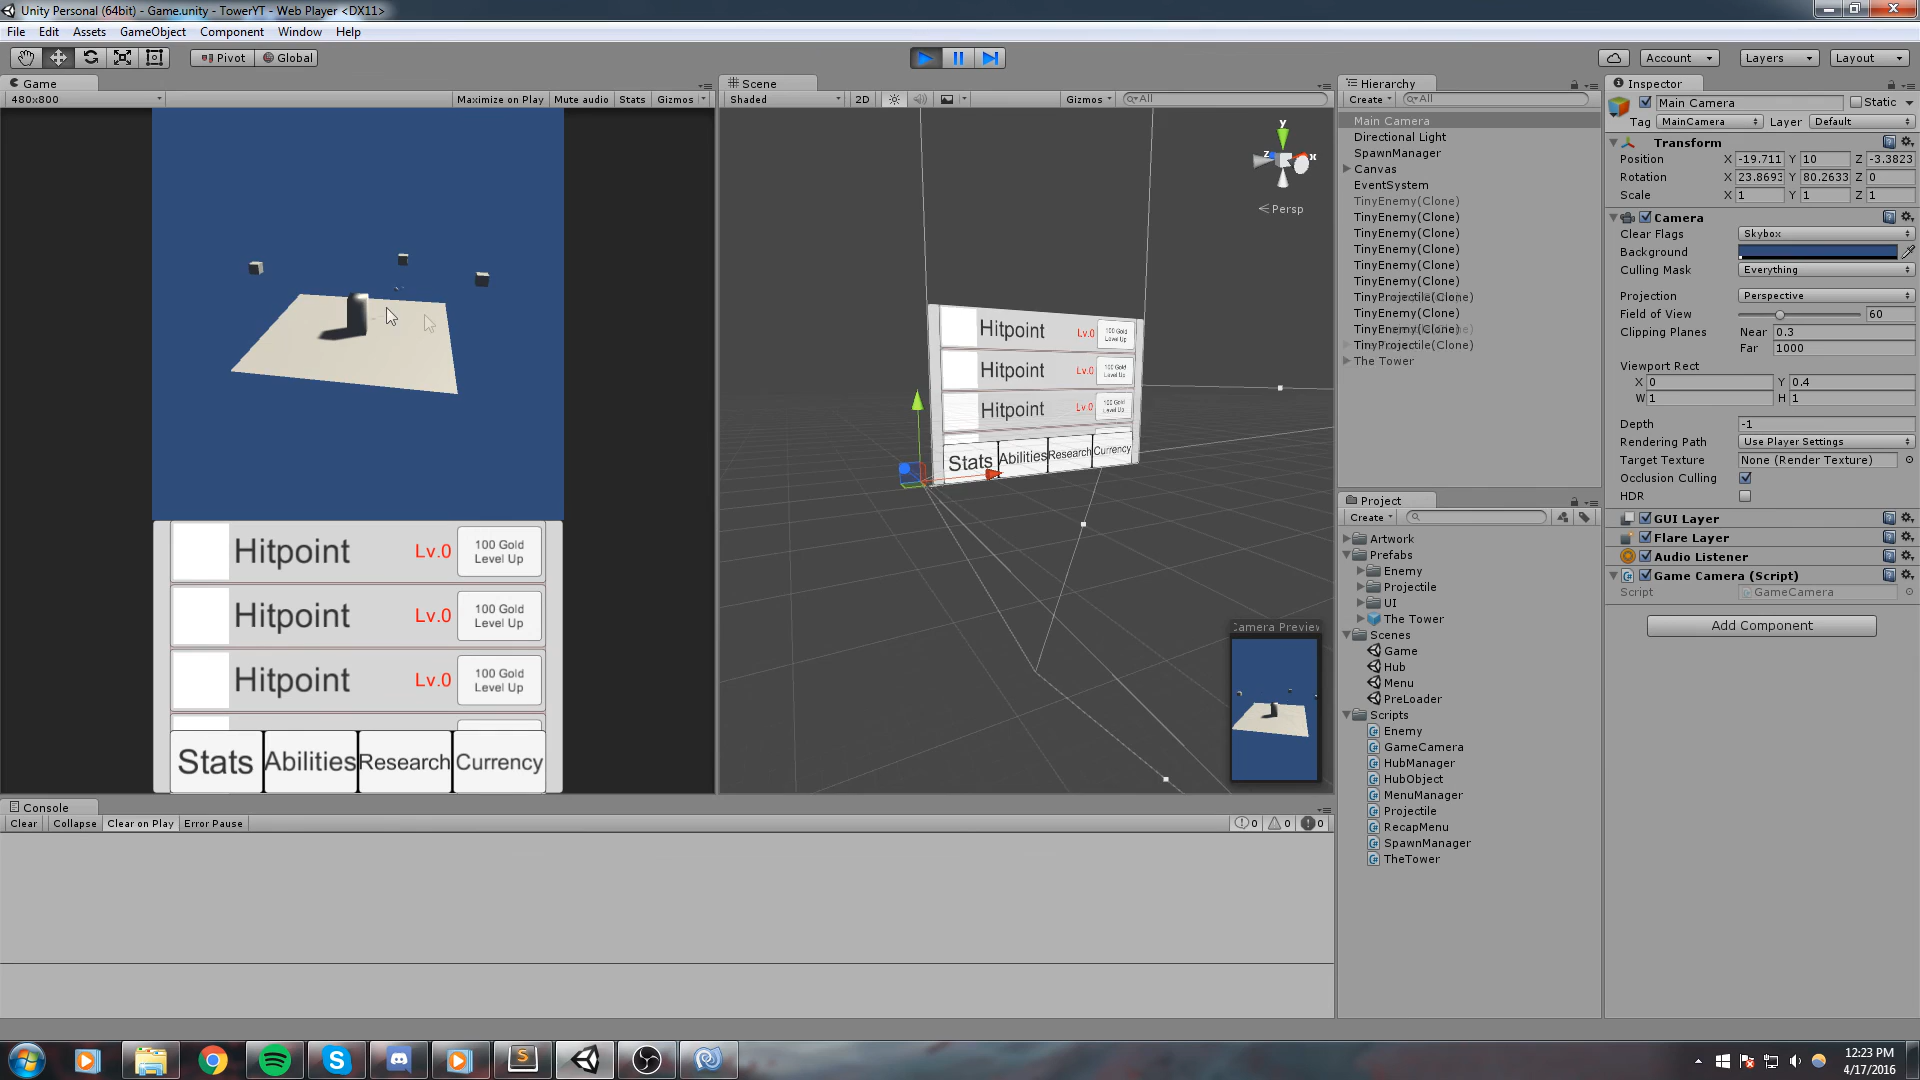 Unity Personal (64bit) - Game.unity - TowerYT - Web Player <DX11>
File Edit Assets GameObject Component Window Help
Pivot Global Account Layers Layout
Game
480x800 Maximize on Play Mute audio Stats Gizmos
Hitpoint Lv.0 100 Gold Level Up
Hitpoint Lv.0 100 Gold Level Up
Hitpoint Lv.0 100 Gold Level Up
Stats Abilities Research Currency
Scene
Shaded 2D Gizmos All
y
z x
Persp
Hitpoint Lv.0 100 Gold Level Up
Hitpoint Lv.0 100 Gold Level Up
Hitpoint Lv.0 100 Gold Level Up
Stats Abilities Research Currency
Camera Preview
Console
Clear Collapse Clear on Play Error Pause 0 0 0
Hierarchy
Create All
Main Camera
Directional Light
SpawnManager
Canvas
EventSystem
TinyEnemy(Clone)
TinyEnemy(Clone)
TinyEnemy(Clone)
TinyEnemy(Clone)
TinyEnemy(Clone)
TinyEnemy(Clone)
TinyProjectile(Clone)
TinyEnemy(Clone)
TinyEnemy(Clone)
TinyProjectile(Clone)
The Tower
Project
Create
Artwork
Prefabs
Enemy
Projectile
UI
The Tower
Scenes
Game
Hub
Menu
PreLoader
Scripts
Enemy
GameCamera
HubManager
HubObject
MenuManager
Projectile
RecapMenu
SpawnManager
TheTower
Inspector
Main Camera Static
Tag MainCamera Layer Default
Transform
Position X -19.711 Y 10 Z -3.3823
Rotation X 23.8693 Y 80.2633 Z 0
Scale X 1 Y 1 Z 1
Camera
Clear Flags Skybox
Background
Culling Mask Everything
Projection Perspective
Field of View 60
Clipping Planes Near 0.3
Far 1000
Viewport Rect
X 0 Y 0.4
W 1 H 1
Depth -1
Rendering Path Use Player Settings
Target Texture None (Render Texture)
Occlusion Culling
HDR
GUI Layer
Flare Layer
Audio Listener
Game Camera (Script)
Script GameCamera
Add Component
12:23 PM
4/17/2016